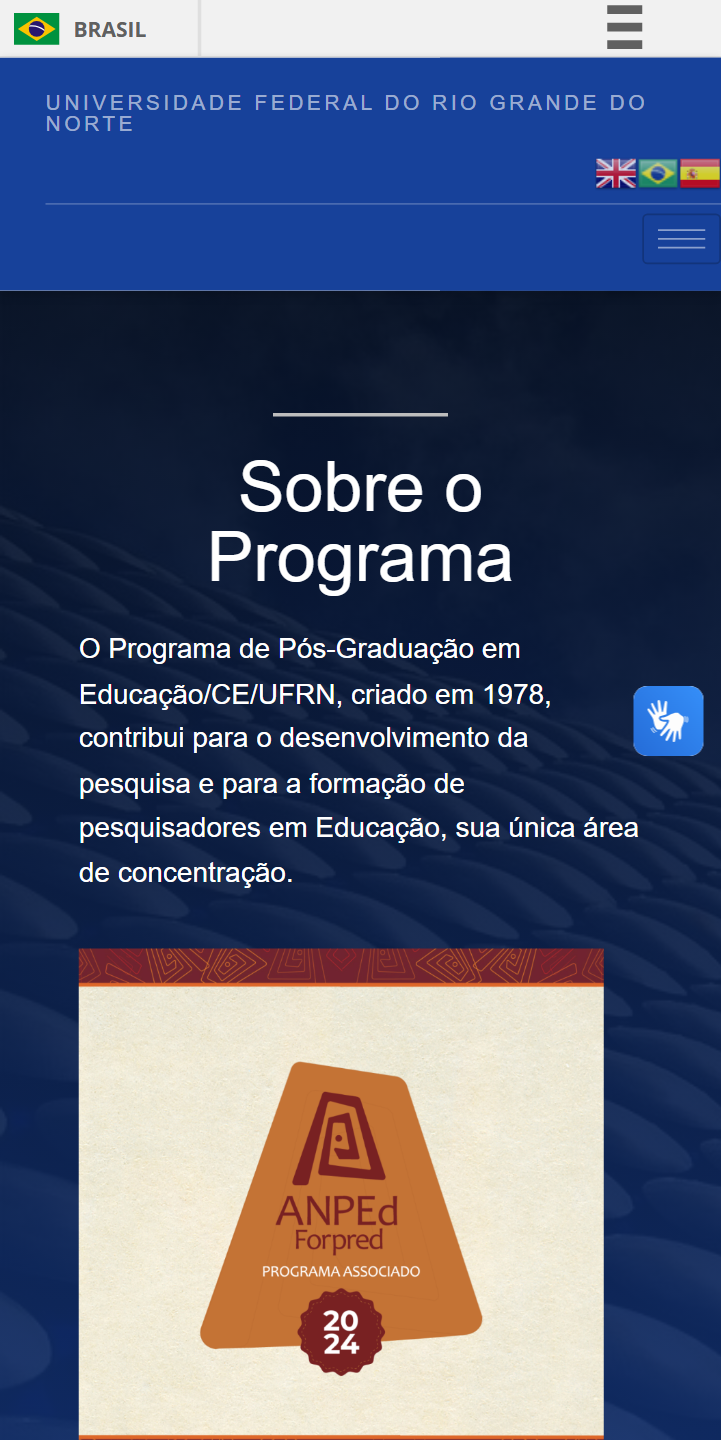 BRASIL
UNIVERSIDADE FEDERAL DO RIO GRANDE DO
NORTE
Sobre o
Programa
O Programa de Pós-Graduação em
Educação/CE/UFRN, criado em 1978,
contribui para o desenvolvimento da
pesquisa e para a formação de
pesquisadores em Educação, sua única área
de concentração.
ANPEd
Forpred
PROGRAMA ASSOCIADO
20
24